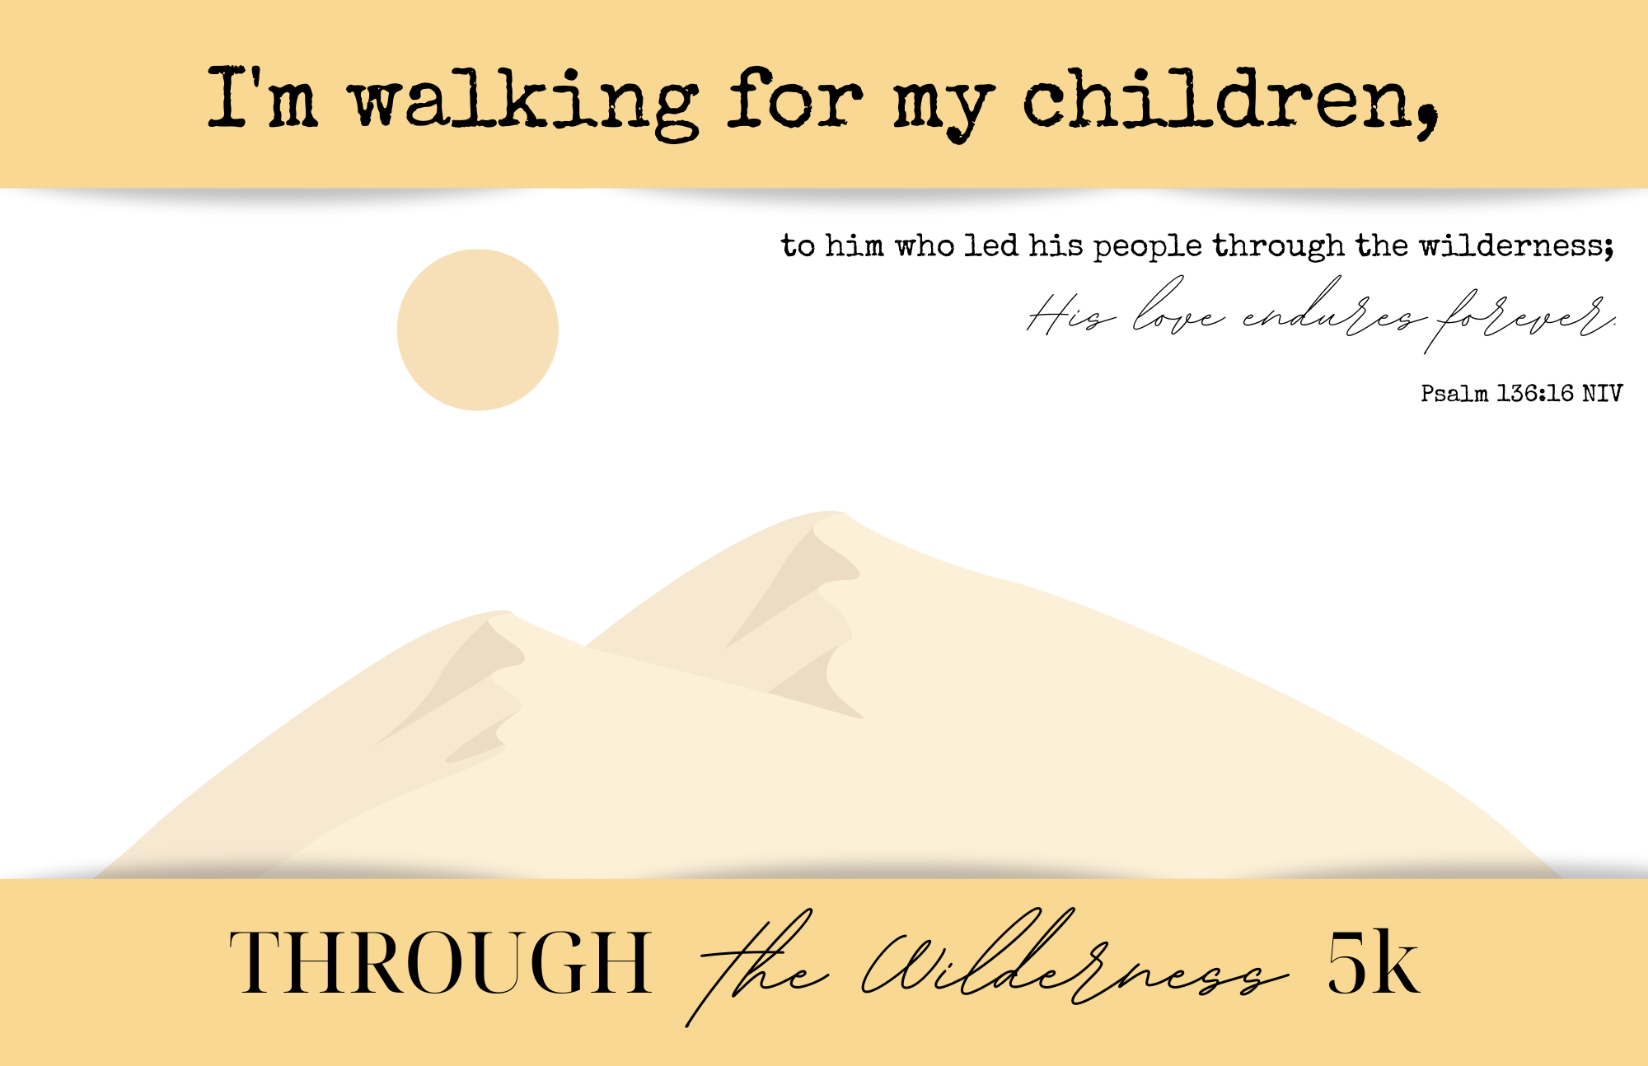 I'm walking for my children,
to him who led his people through the wilderness;
His love endures forever.
Psalm 136:16 NIV
THROUGH the Wilderness 5k